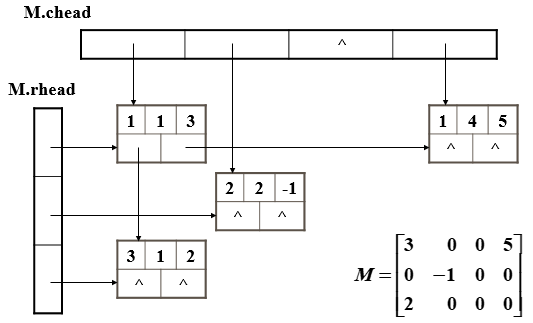 M.chead
^
M.rhead
1 1 3
1 4 5
^ ^
2 2 -1
^ ^
3 1 2
^ ^
M = [3 0 0 5
0 −1 0 0
2 0 0 0]